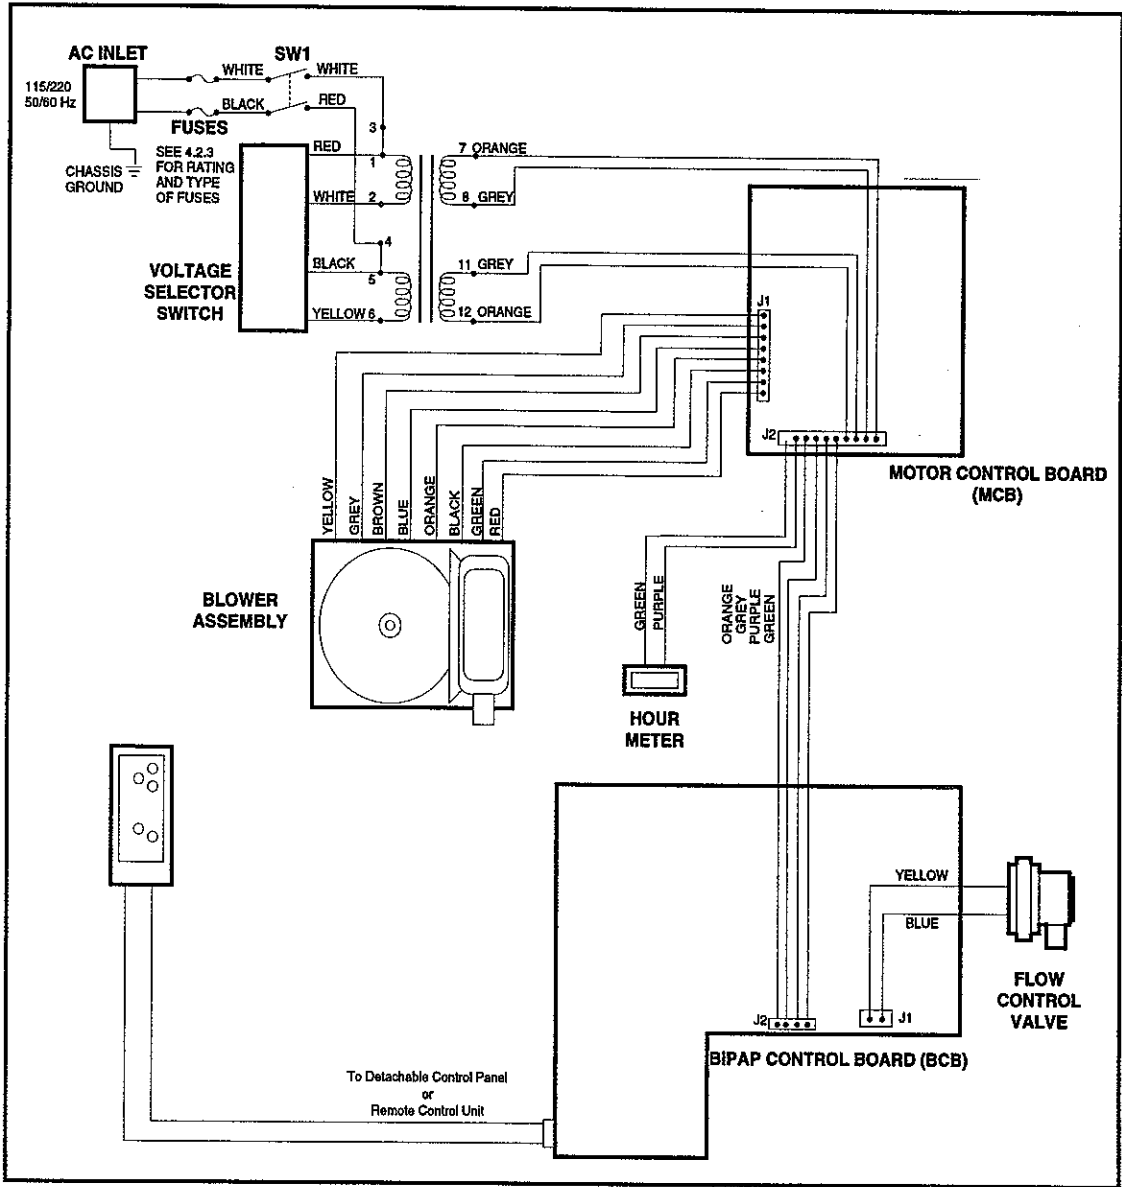 AC INLET
SW1
115/220
50/60 Hz
WHITE
WHITE
BLACK
RED
FUSES
SEE 4.2.3
FOR RATING
AND TYPE
OF FUSES
CHASSIS
GROUND
3
RED
1
WHITE
2
4
BLACK
5
YELLOW 6
VOLTAGE
SELECTOR
SWITCH
7 ORANGE
8 GREY
11 GREY
12 ORANGE
J1
J2
MOTOR CONTROL BOARD
(MCB)
YELLOW
GREY
BROWN
BLUE
ORANGE
BLACK
GREEN
RED
BLOWER
ASSEMBLY
GREEN
PURPLE
ORANGE
GREY
PURPLE
GREEN
HOUR
METER
YELLOW
BLUE
FLOW
CONTROL
VALVE
J2
J1
BIPAP CONTROL BOARD (BCB)
To Detachable Control Panel
or
Remote Control Unit